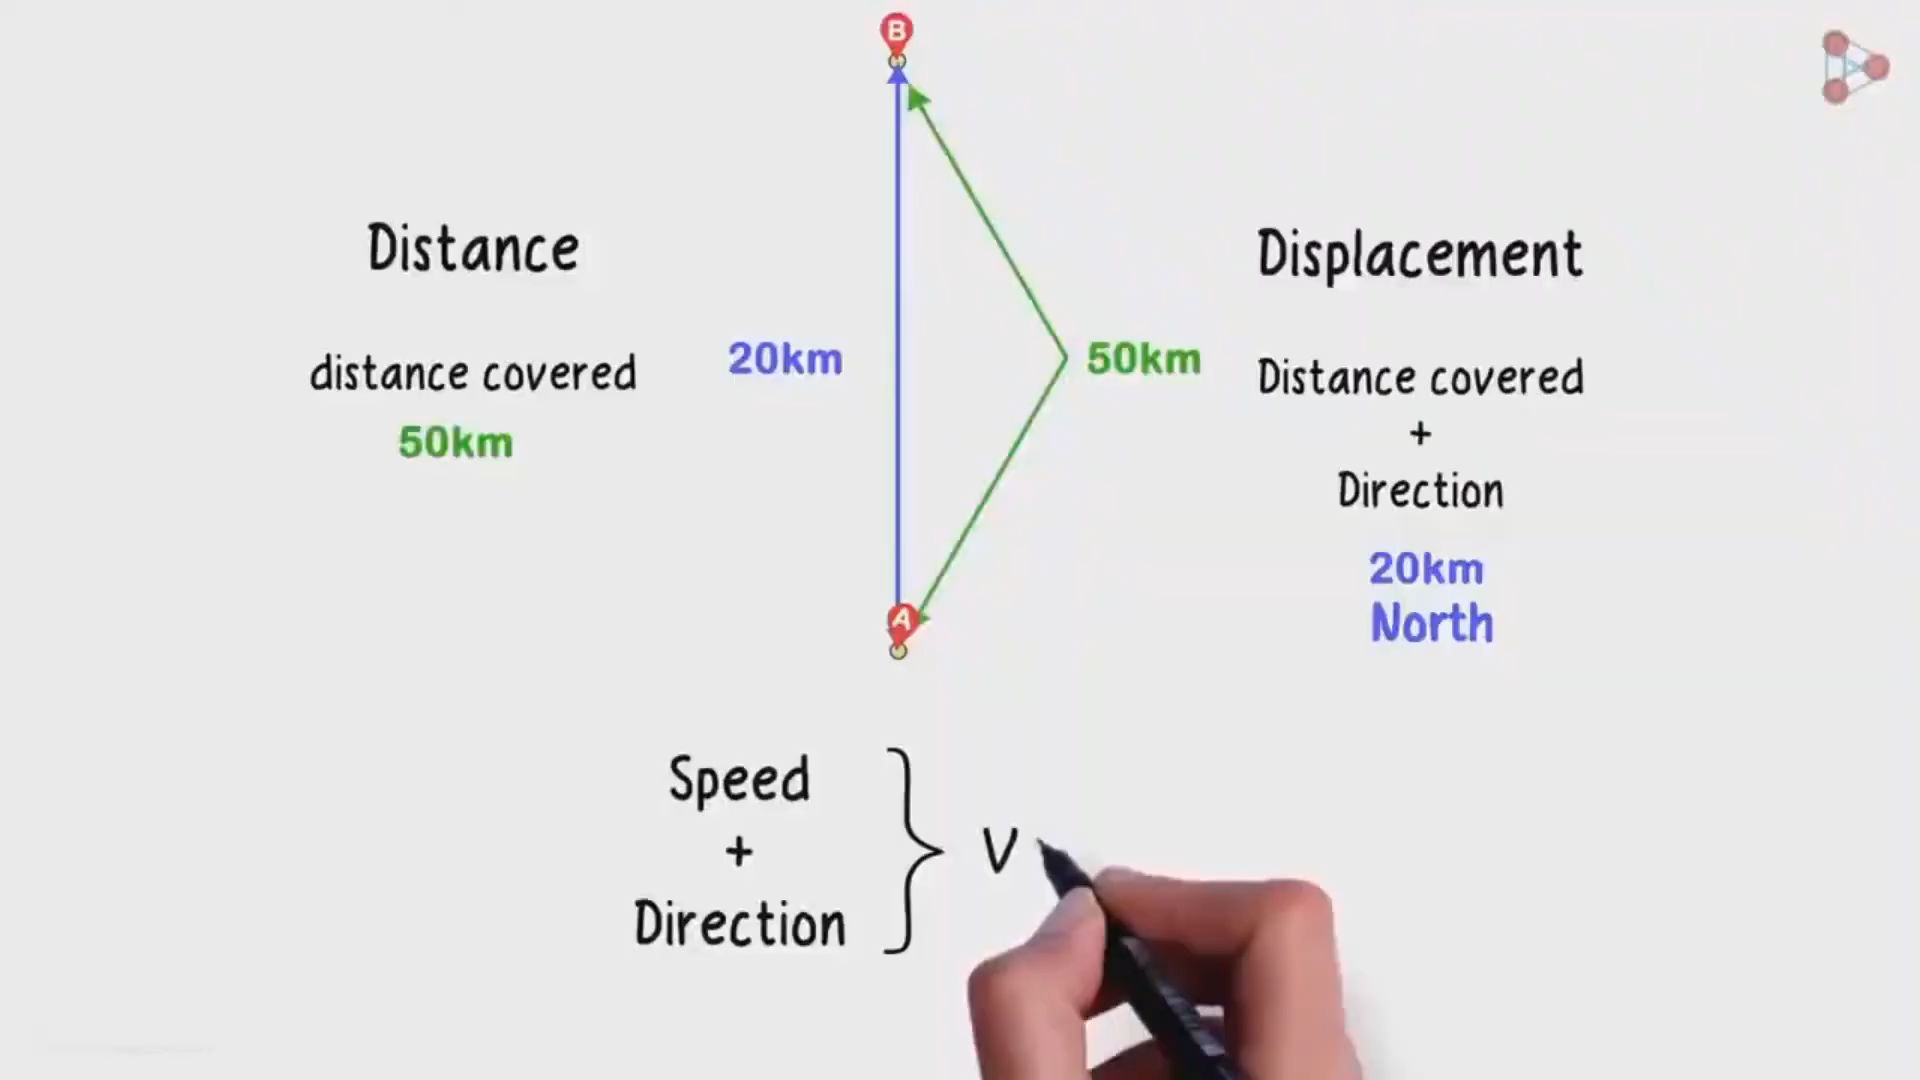 B
Distance
Displacement
20km
50km
distance covered
50km
Distance covered
+
Direction
20km
North
A
Speed
+
Direction
V